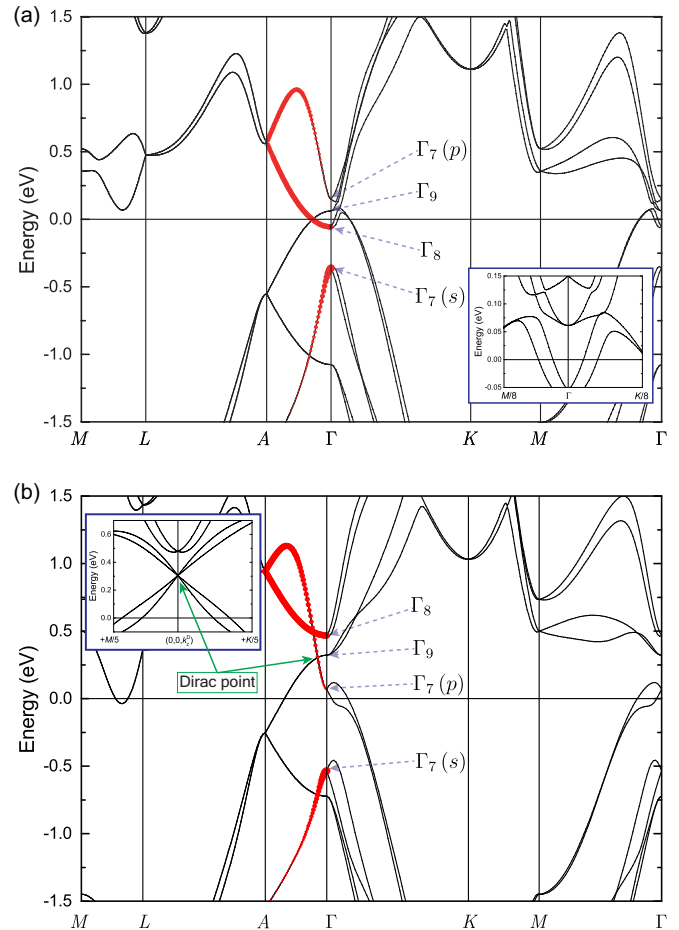 (a)
1.5
1.0
0.5
0.0
-0.5
-1.0
-1.5
Energy (eV)
Γ7 (p)
Γ9
Γ8
Γ7 (s)
0.15
0.10
0.05
0.00
-0.05
Energy (eV)
M/8 Γ K/8
M L A Γ K M Γ
(b)
1.5
1.0
0.5
0.0
-0.5
-1.0
-1.5
Energy (eV)
0.6
0.4
0.2
0.0
Energy (eV)
+M/5 (0,0,k_z^D) +K/5
Dirac point
Γ8
Γ9
Γ7 (p)
Γ7 (s)
M L A Γ K M Γ